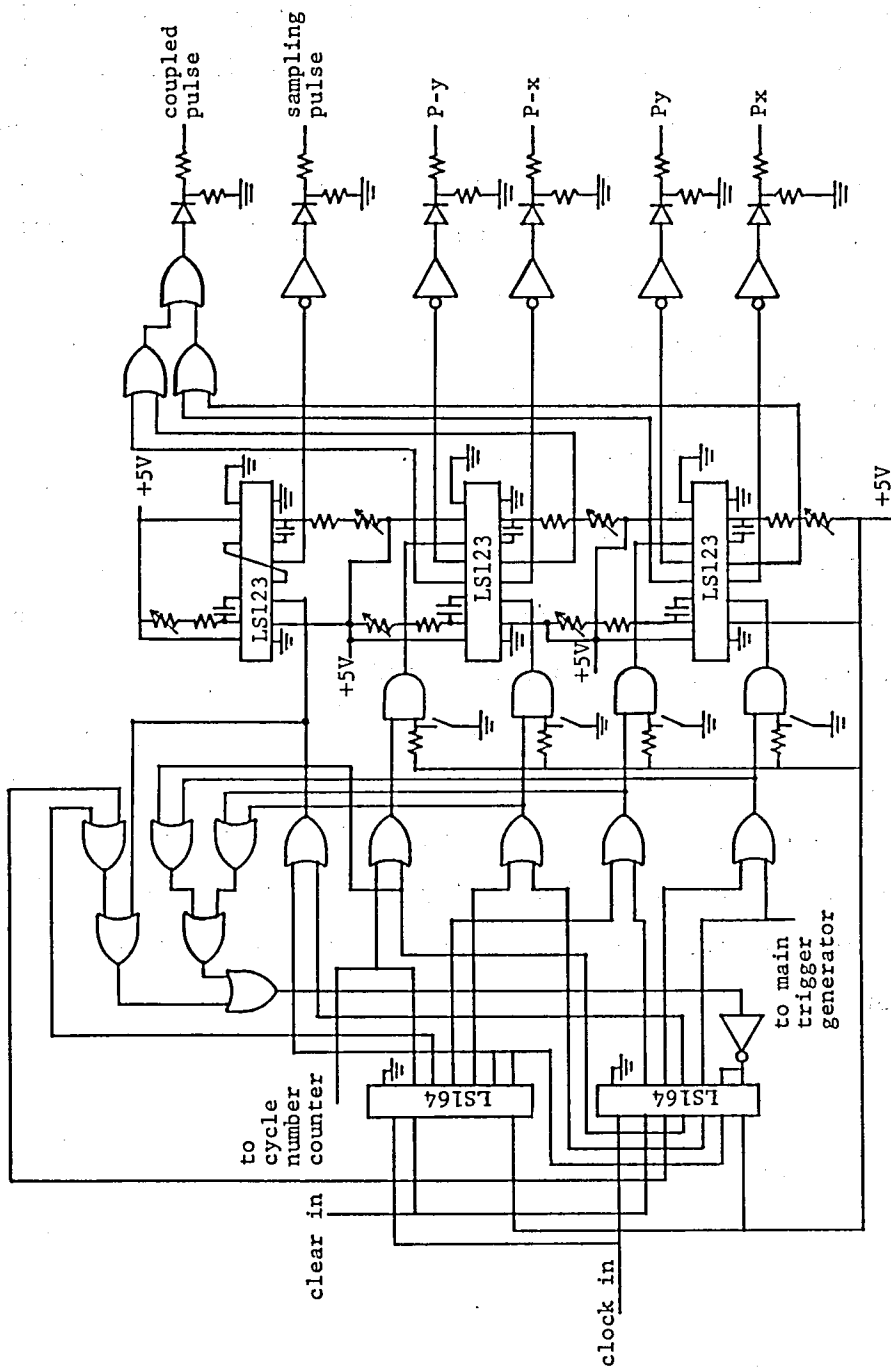 coupled
pulse
sampling
pulse
P-y
P-x
Py
Px
+5V
LS123
+5V
LS123
+5V
LS123
+5V
to cycle
number
counter
clear in
clock in
LS164
LS164
to main
trigger
generator